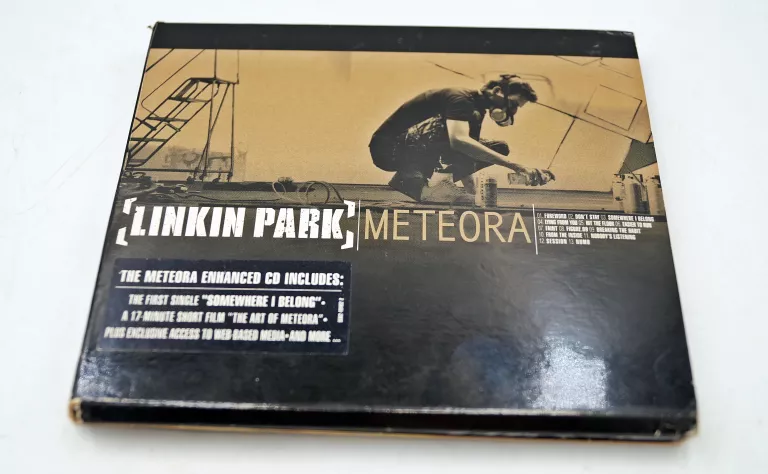 [LINKIN PARK] METEORA
01. FOREWORD 02. DON'T STAY 03. SOMEWHERE I BELONG
04. LYING FROM YOU 05. HIT THE FLOOR 06. EASIER TO RUN
07. FAINT 08. FIGURE.09 09. BREAKING THE HABIT
10. FROM THE INSIDE 11. NOBODY'S LISTENING
12. SESSION 13. NUMB
THE METEORA ENHANCED CD INCLUDES:
THE FIRST SINGLE "SOMEWHERE I BELONG"•
A 17-MINUTE SHORT FILM "THE ART OF METEORA"•
PLUS EXCLUSIVE ACCESS TO WEB-BASED MEDIA•AND MORE ...